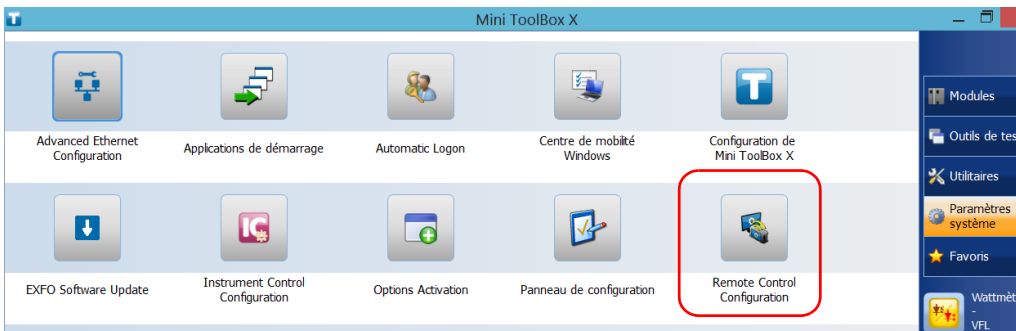 Mini ToolBox X
Advanced Ethernet
Configuration
Applications de démarrage
Automatic Logon
Centre de mobilité
Windows
Configuration de
Mini ToolBox X
EXFO Software Update
Instrument Control
Configuration
Options Activation
Panneau de configuration
Remote Control
Configuration
Modules
Outils de tes
Utilitaires
Paramètres
système
Favoris
Wattmèt
-
VFL